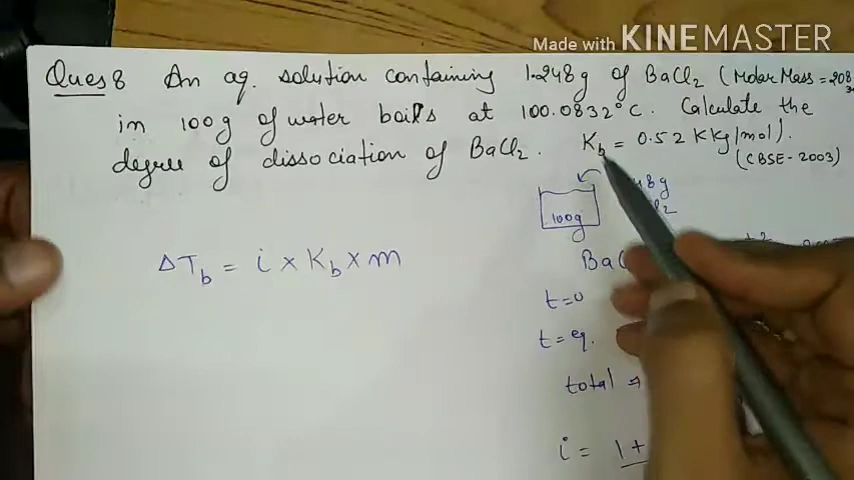 Made with KINEMASTER
Ques 8 An aq. solution containing 1.248g of BaCl2 (Molar Mass = 208
in 100g of water boils at 100.0832°C. Calculate the
degree of dissociation of BaCl2. Kb = 0.52 K Kg/mol).
(CBSE-2003)
48g
100g
ΔTb = i × Kb × m
t=0
t= eq.
total ⇒
i = 1+